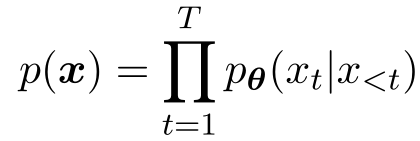 p(𝒙) = ∏_{t=1}^{T} p_𝜽(x_t|x_{<t})